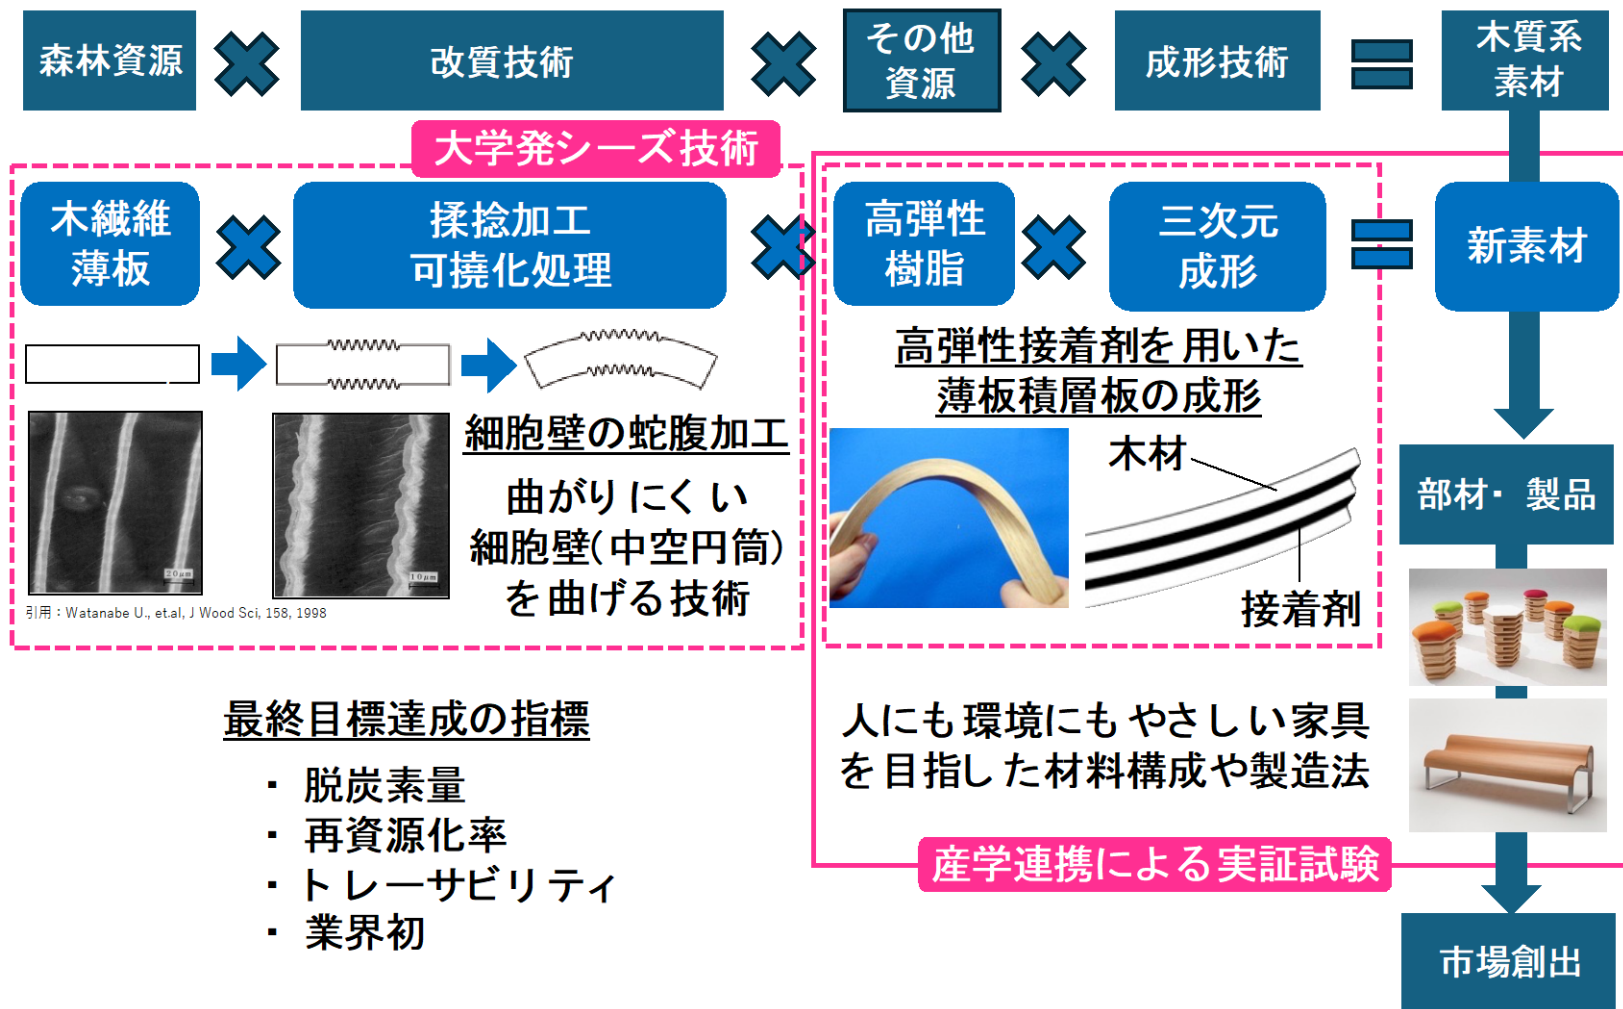 森林資源
改質技術
その他
資源
成形技術
木質系
素材
大学発シーズ技術
木繊維
薄板
揉捻加工
可撓化処理
高弾性
樹脂
三次元
成形
新素材
細胞壁の蛇腹加工
曲がりにくい
細胞壁(中空円筒)
を曲げる技術
20μm
10μm
引用：Watanabe U., et.al, J Wood Sci, 158, 1998
高弾性接着剤を用いた
薄板積層板の成形
木材
接着剤
部材・製品
最終目標達成の指標
・ 脱炭素量
・ 再資源化率
・ トレーサビリティ
・ 業界初
人にも環境にもやさしい家具
を目指した材料構成や製造法
産学連携による実証試験
市場創出